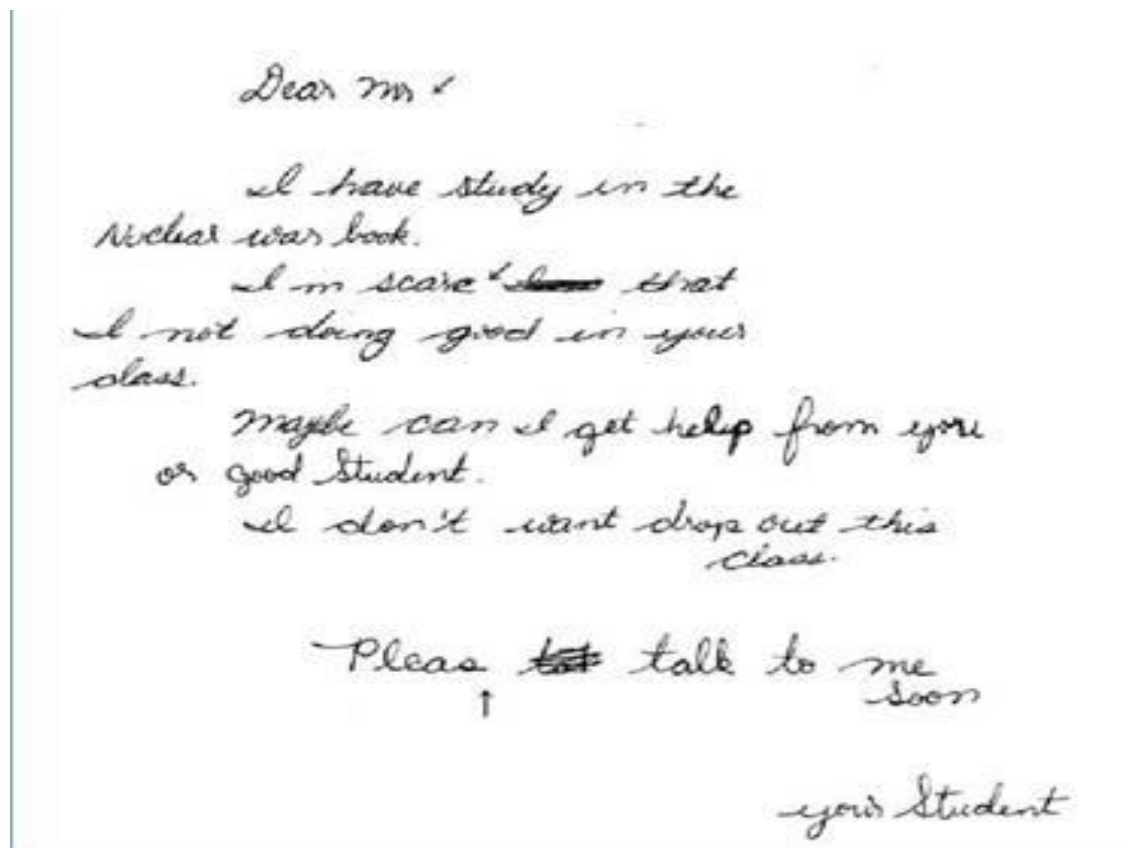 Dear Mr
I have study in the
Nuclear war book.
I m scare that
I not doing good in your
class.
Maybe can I get help from you
or good Student.
I don't want drop out this
class.
Pleas talk to me
soon
your Student